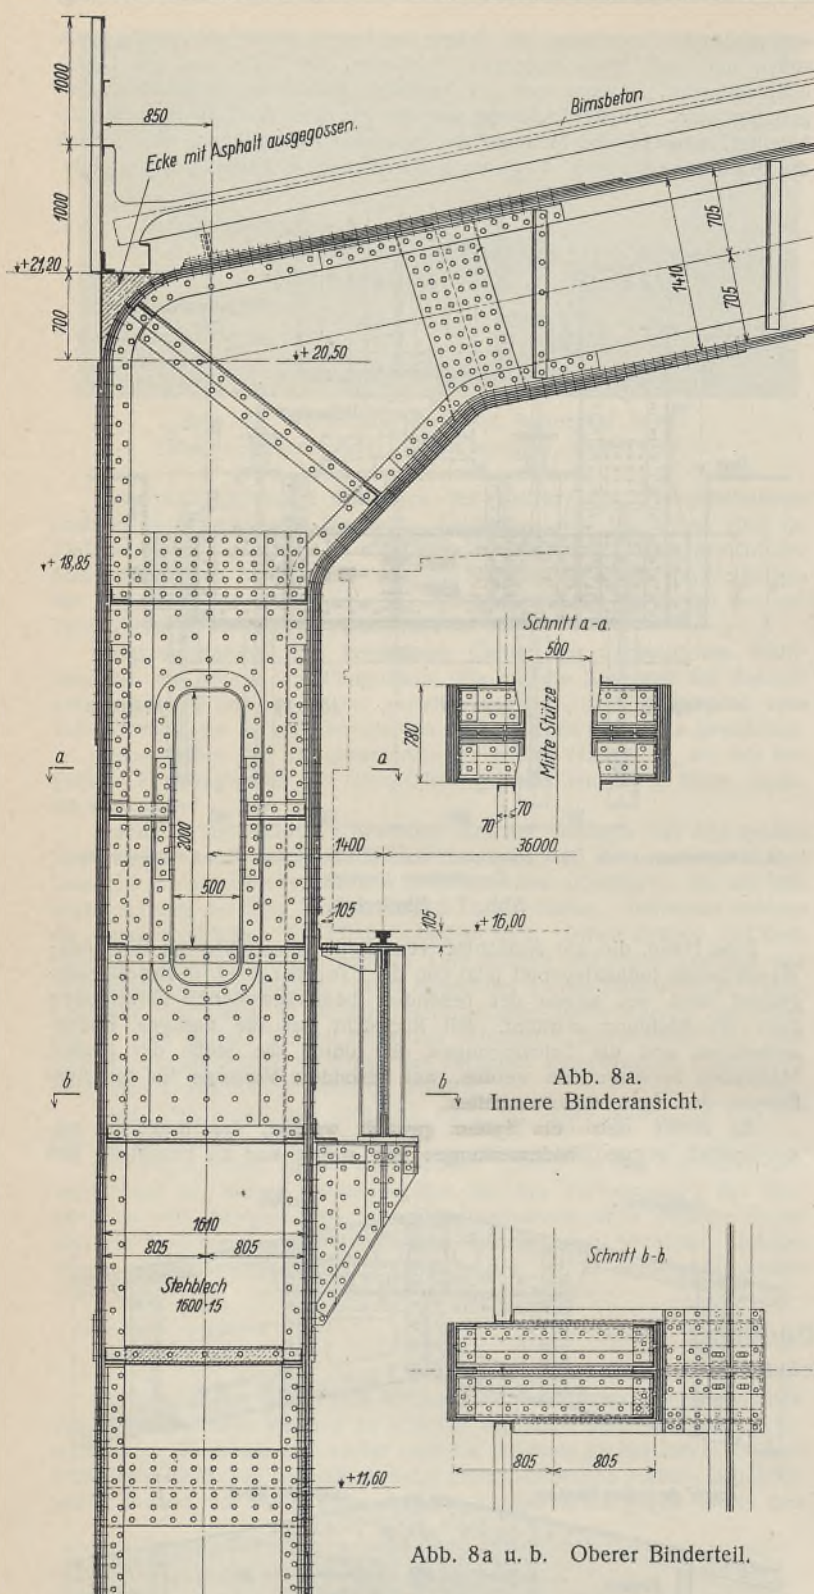 1000
850
Bimsbeton
Ecke mit Asphalt ausgegossen.
1000
705
1410
705
+21,20
700
+ 20,50
+ 18,85
Schnitt a-a.
500
780
Mitte Stütze
70
70
a
a
2000
1400
36000
500
105
105
+16,00
b
b
Abb. 8a.
Innere Binderansicht.
1610
805
805
Stehblech
1600·15
Schnitt b-b.
805
805
+11,60
Abb. 8a u. b. Oberer Binderteil.